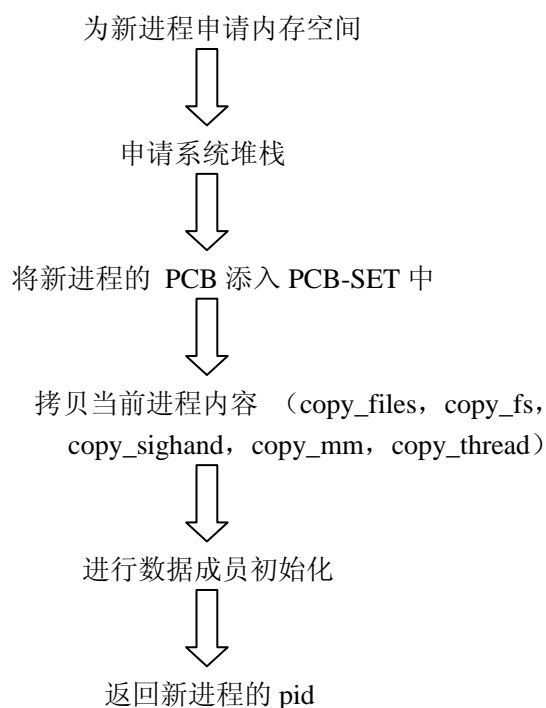 为新进程申请内存空间
申请系统堆栈
将新进程的 PCB 添入 PCB-SET 中
拷贝当前进程内容 （copy_files，copy_fs，
copy_sighand，copy_mm，copy_thread）
进行数据成员初始化
返回新进程的 pid